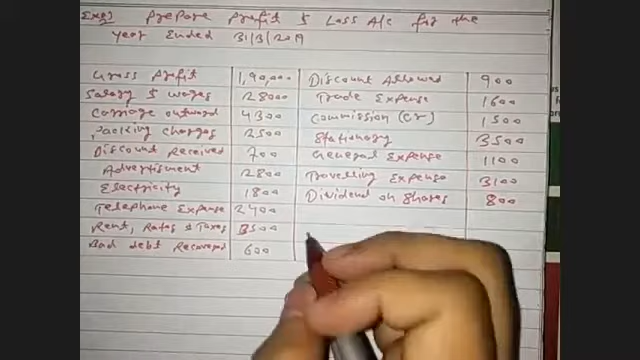 Exp) Prepare Profit & Loss A/c for the
year Ended 31/3/2019
Gross Profit 1,90,000 Discount Allowed 900
Salary & wages 28000 Trade Expense 1600
Carriage outward 4300 Commission (Cr) 1500
Packing Charges 2500 Stationary 3500
Discount Received 700 General Expense 1100
Advertisment 2800 Travelling Expense 3100
Electricity 1800 Dividend on Shares 800
Telephone Expense 2400
Rent, Rates & Taxes 3500
Bad debt Recovered 600